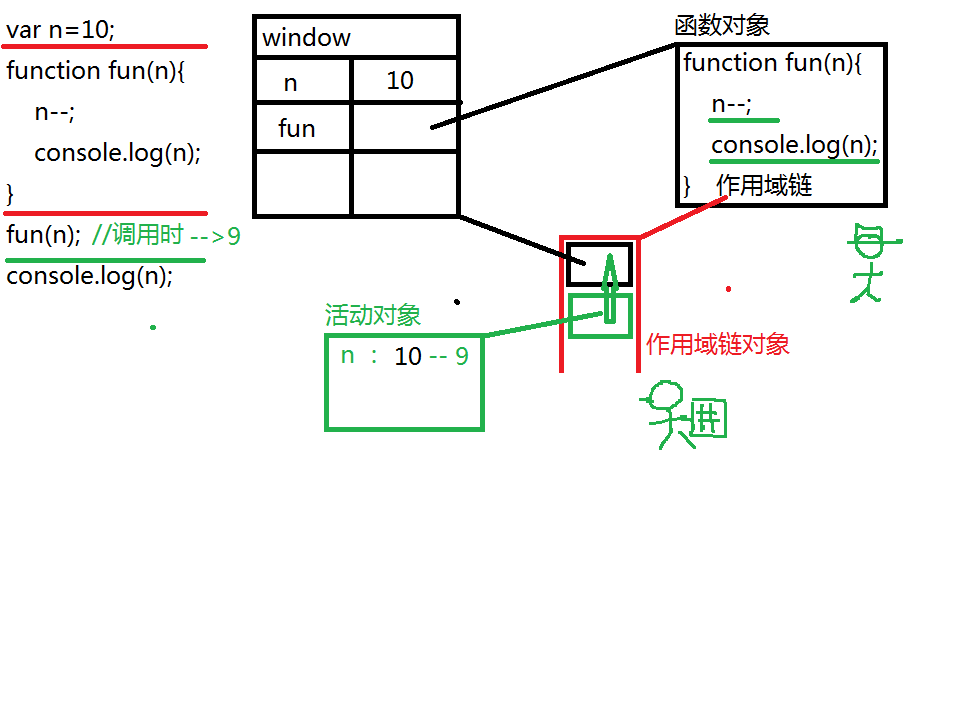 var n=10;
function fun(n){
n--;
console.log(n);
}
fun(n); //调用时 -->9
console.log(n);
window
n 10
fun
函数对象
function fun(n){
n--;
console.log(n);
} 作用域链
作用域链对象
活动对象
n : 10 -- 9